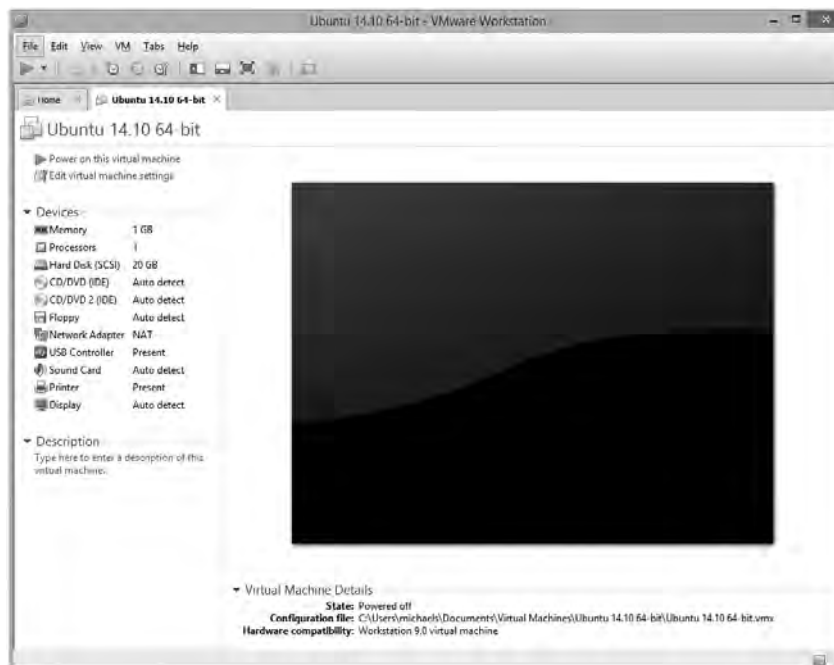 Ubuntu 14.10 64-bit - VMware Workstation
File Edit View VM Tabs Help
Home Ubuntu 14.10 64-bit
Ubuntu 14.10 64-bit
Power on this virtual machine
Edit virtual machine settings
Devices
Memory 1 GB
Processors 1
Hard Disk (SCSI) 20 GB
CD/DVD (IDE) Auto detect
CD/DVD 2 (IDE) Auto detect
Floppy Auto detect
Network Adapter NAT
USB Controller Present
Sound Card Auto detect
Printer Present
Display Auto detect
Description
Type here to enter a description of this
virtual machine.
Virtual Machine Details
State: Powered off
Configuration file: C:\Users\michaels\Documents\Virtual Machines\Ubuntu 14.10 64-bit\Ubuntu 14.10 64-bit.vmx
Hardware compatibility: Workstation 9.0 virtual machine